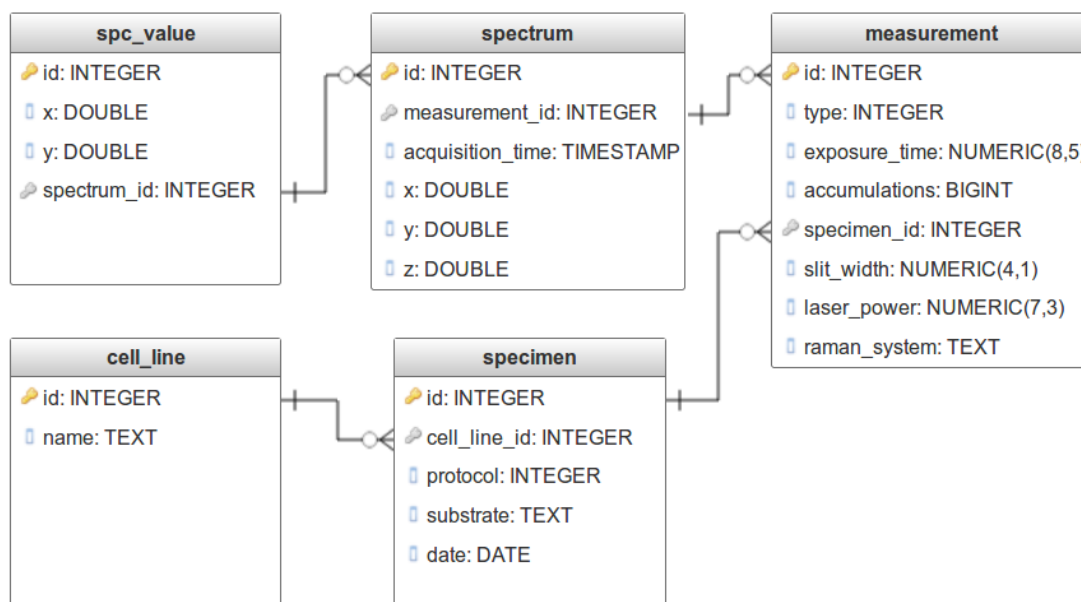 spc_value
id: INTEGER
x: DOUBLE
y: DOUBLE
spectrum_id: INTEGER
spectrum
id: INTEGER
measurement_id: INTEGER
acquisition_time: TIMESTAMP
x: DOUBLE
y: DOUBLE
z: DOUBLE
measurement
id: INTEGER
type: INTEGER
exposure_time: NUMERIC(8,5)
accumulations: BIGINT
specimen_id: INTEGER
slit_width: NUMERIC(4,1)
laser_power: NUMERIC(7,3)
raman_system: TEXT
cell_line
id: INTEGER
name: TEXT
specimen
id: INTEGER
cell_line_id: INTEGER
protocol: INTEGER
substrate: TEXT
date: DATE